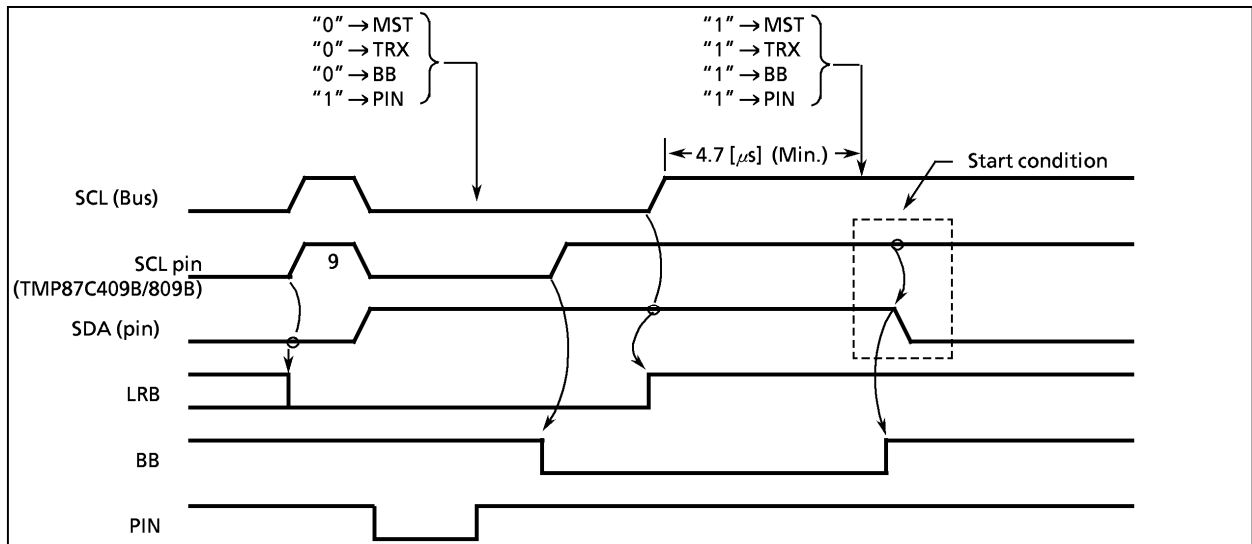 “0” → MST
“0” → TRX
“0” → BB
“1” → PIN
“1” → MST
“1” → TRX
“1” → BB
“1” → PIN
4.7 [μs] (Min.)
Start condition
SCL (Bus)
SCL pin
9
(TMP87C409B/809B)
SDA (pin)
LRB
BB
PIN